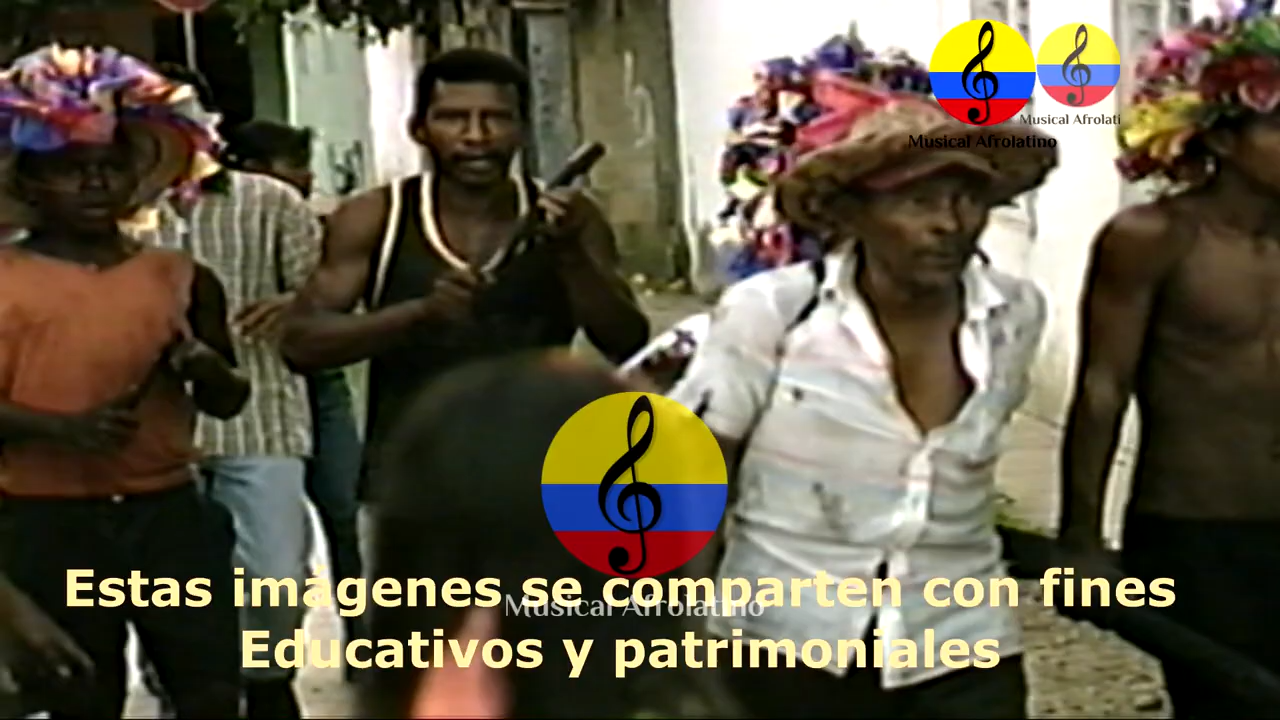 Musical Afrolati
Musical Afrolatino
Estas imágenes se comparten con fines
Musical Afrolatino
Educativos y patrimoniales